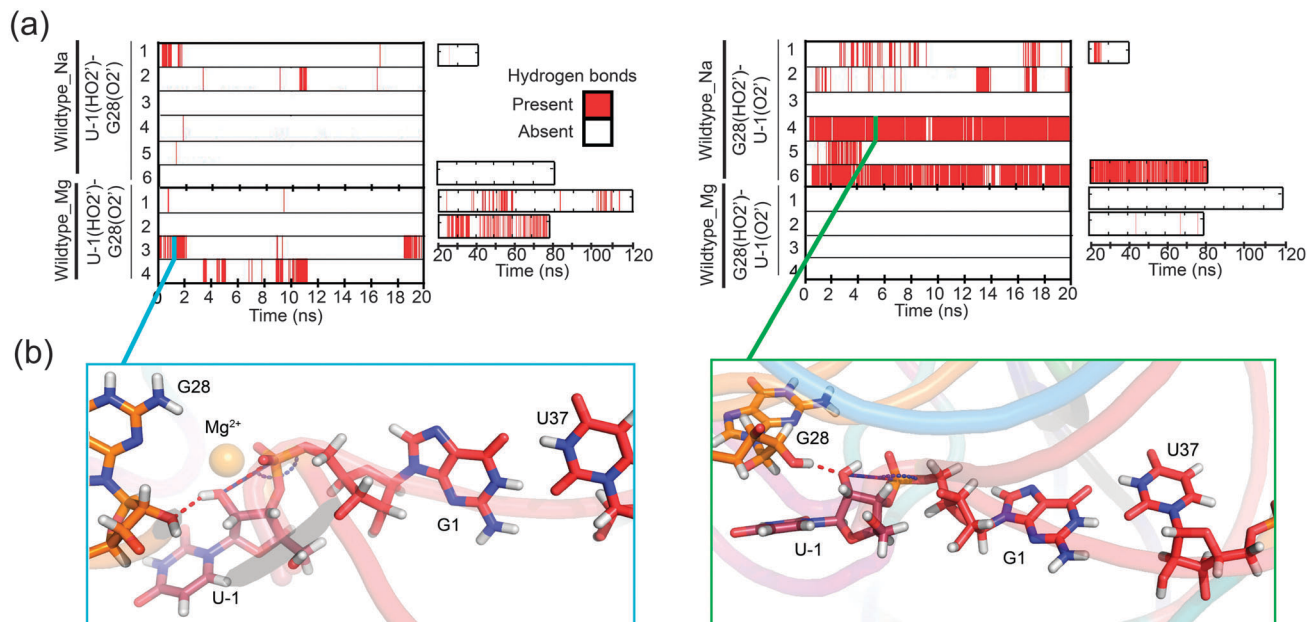 (a)
Wildtype_Na
U-1(HO2')-
G28(O2')
1
2
3
4
5
6
Wildtype_Mg
U-1(HO2')-
G28(O2')
1
2
3
4
0 2 4 6 8 10 12 14 16 18 20
Time (ns)
Hydrogen bonds
Present
Absent
20 40 60 80 100 120
Time (ns)
Wildtype_Na
G28(HO2')-
U-1(O2')
1
2
3
4
5
6
Wildtype_Mg
G28(HO2')-
U-1(O2')
1
2
3
4
0 2 4 6 8 10 12 14 16 18 20
Time (ns)
20 40 60 80 100 120
Time (ns)
(b)
G28
Mg2+
U37
G1
U-1
G28
U37
U-1
G1